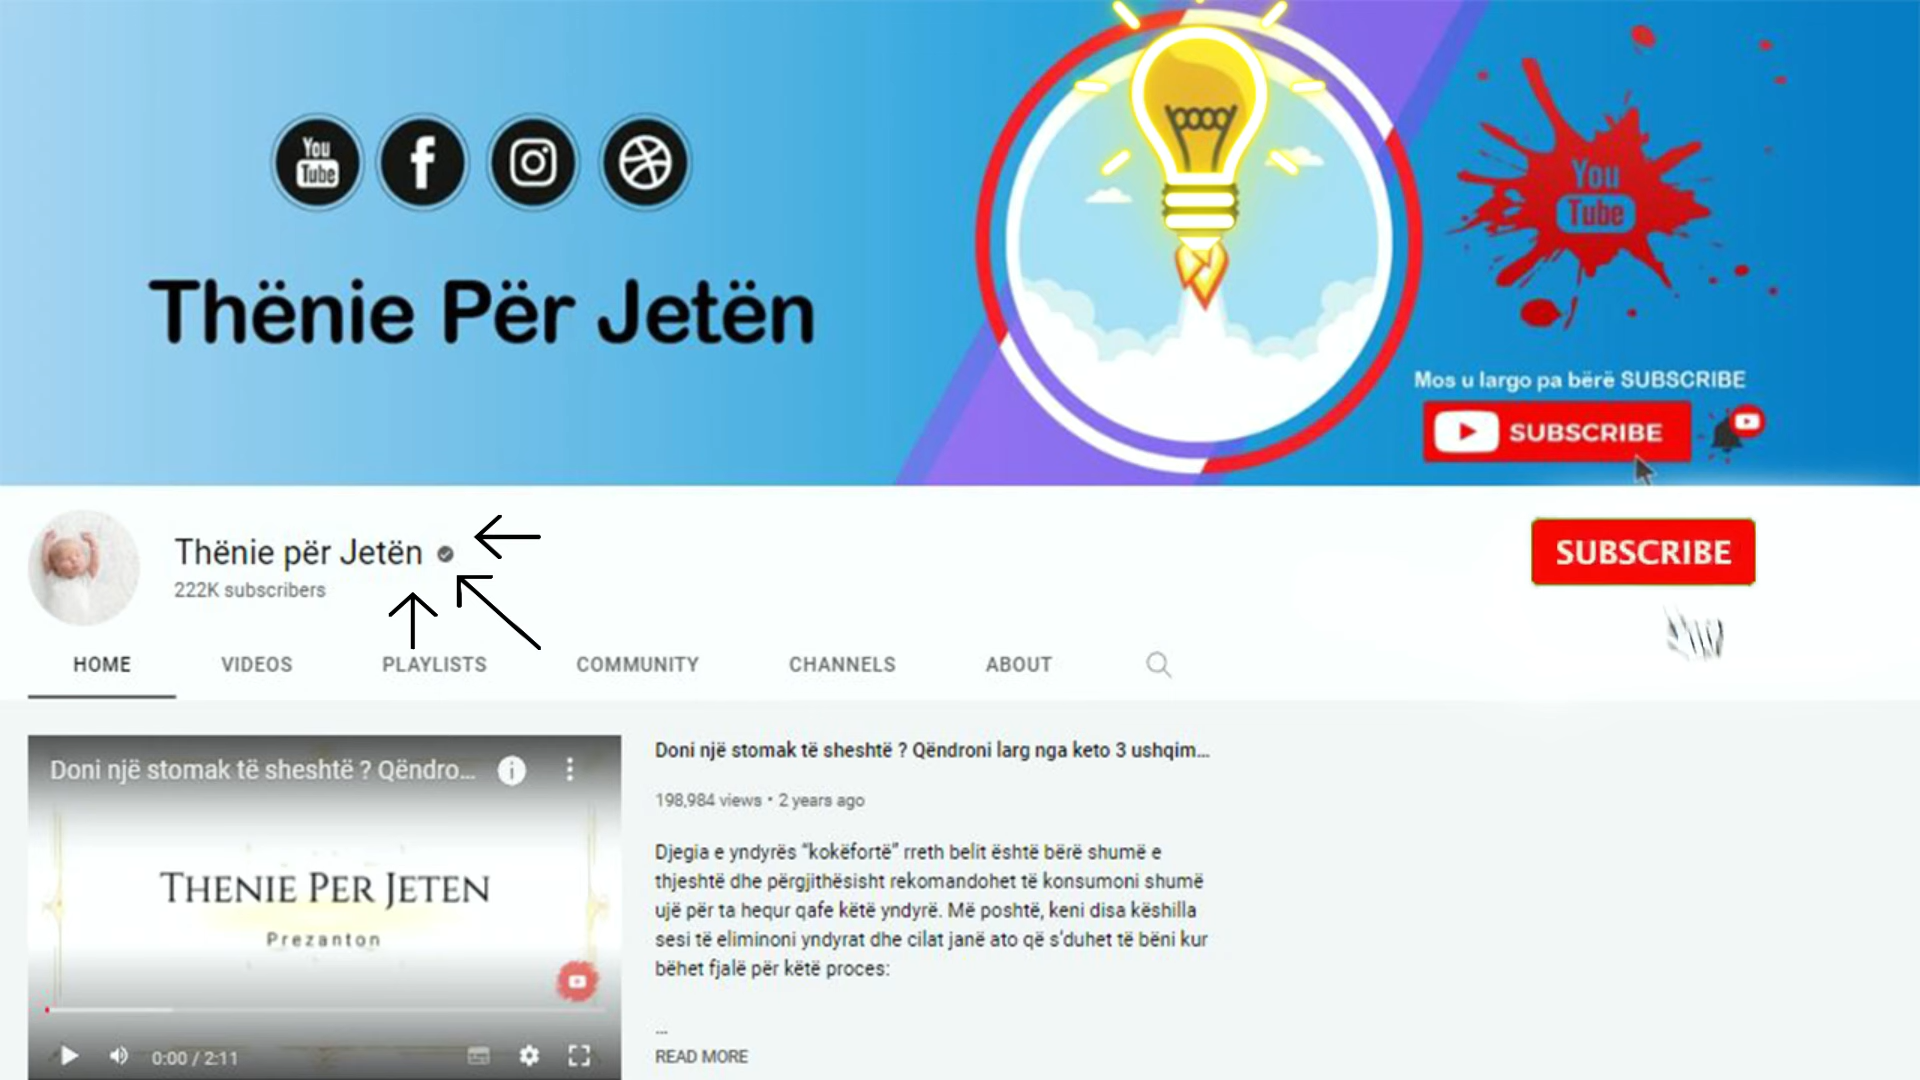 You
Tube
Thënie Për Jetën
You
Tube
Mos u largo pa bërë SUBSCRIBE
SUBSCRIBE
Thënie për Jetën
222K subscribers
SUBSCRIBE
HOME VIDEOS PLAYLISTS COMMUNITY CHANNELS ABOUT
Doni një stomak të sheshtë ? Qëndro...
THENIE PER JETEN
Prezanton
0:00 / 2:11
Doni një stomak të sheshtë ? Qëndroni larg nga keto 3 ushqim...
198,984 views • 2 years ago
Djegia e yndyrës “kokëfortë” rreth belit është bërë shumë e
thjeshtë dhe përgjithësisht rekomandohet të konsumoni shumë
ujë për ta hequr qafe këtë yndyrë. Më poshtë, keni disa këshilla
sesi të eliminoni yndyrat dhe cilat janë ato që s'duhet të bëni kur
bëhet fjalë për këtë proces:
...
READ MORE